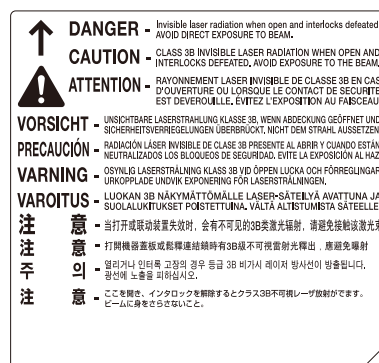 DANGER - Invisible laser radiation when open and interlocks defeated
AVOID DIRECT EXPOSURE TO BEAM.
CAUTION - CLASS 3B INVISIBLE LASER RADIATION WHEN OPEN AND
INTERLOCKS DEFEATED. AVOID EXPOSURE TO THE BEAM.
ATTENTION - RAYONNEMENT LASER INVISIBLE DE CLASSE 3B EN CAS
D'OUVERTURE OU LORSQUE LE CONTACT DE SECURITE
EST DEVEROUILLE. ÉVITEZ L'EXPOSITION AU FAISCEAU
VORSICHT - UNSICHTBARE LASERSTRAHLUNG KLASSE 3B, WENN ABDECKUNG GEÖFFNET UND
SICHERHEITSVERRIEGELUNGEN ÜBERBRÜCKT. NICHT DEM STRAHL AUSSETZEN
PRECAUCIÓN - RADIACIÓN LÁSER INVISIBLE DE CLASE 3B PRESENTE AL ABRIR Y CUANDO ESTÁN
NEUTRALIZADOS LOS BLOQUEOS DE SEGURIDAD. EVITE LA EXPOSICIÓN AL HAZ
VARNING - OSYNLIG LASERSTRÅLNING KLASS 3B VID ÖPPEN LUCKA OCH FÖRREGLINGAR
URKOPPLADE UNDVIK EXPONERING FÖR LASERSTRÅLNINGEN.
VAROITUS - LUOKAN 3B NÄKYMÄTTÖMÄLLE LASER-SÄTEILYÄ AVATTUNA JA
SUOJALUKITUKSET POISTETTUINA. VÄLTÄ ALTISTUMISTA SÄTEELLE
注 意 - 当打开或联动装置失效时，会有不可见的3B类激光辐射，请避免接触该激光
注 意 - 打開機器蓋板或鬆釋連結鎖時有3B級不可視雷射光釋出﹐應避免曝射
주 의 - 열리거나 인터록 고장의 경우 등급 3B 비가시 레이저 방사선이 방출됩니다.
광선에 노출을 피하십시오.
注 意 - ここを開き、インタロックを解除するとクラス3B不可視レーザ放射がでます。
ビームに身をさらさないこと。